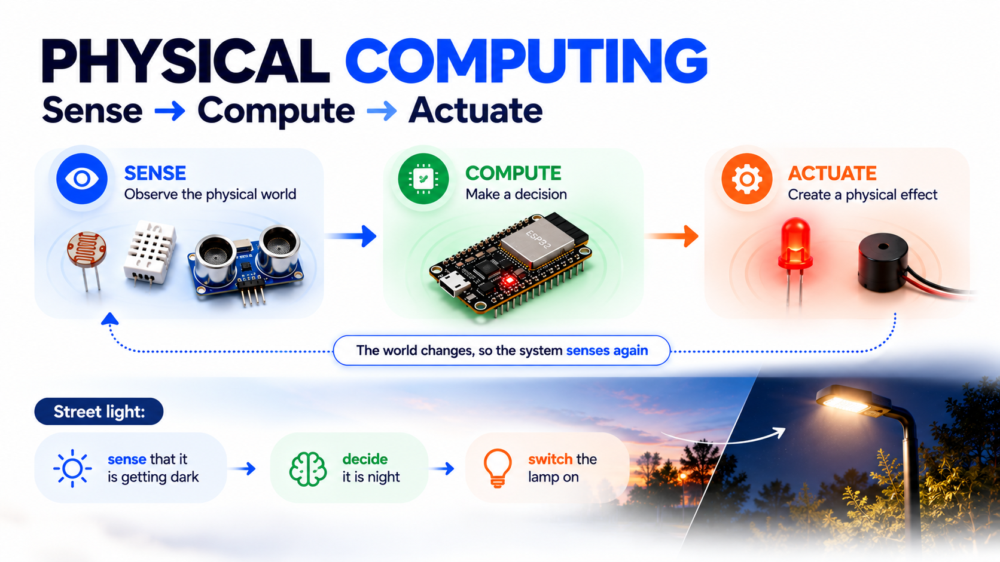 PHYSICAL COMPUTING
Sense → Compute → Actuate
SENSE
Observe the physical world
COMPUTE
Make a decision
ESP32
ACTUATE
Create a physical effect
The world changes, so the system senses again
Street light:
sense that it
is getting dark
decide
it is night
switch the
lamp on